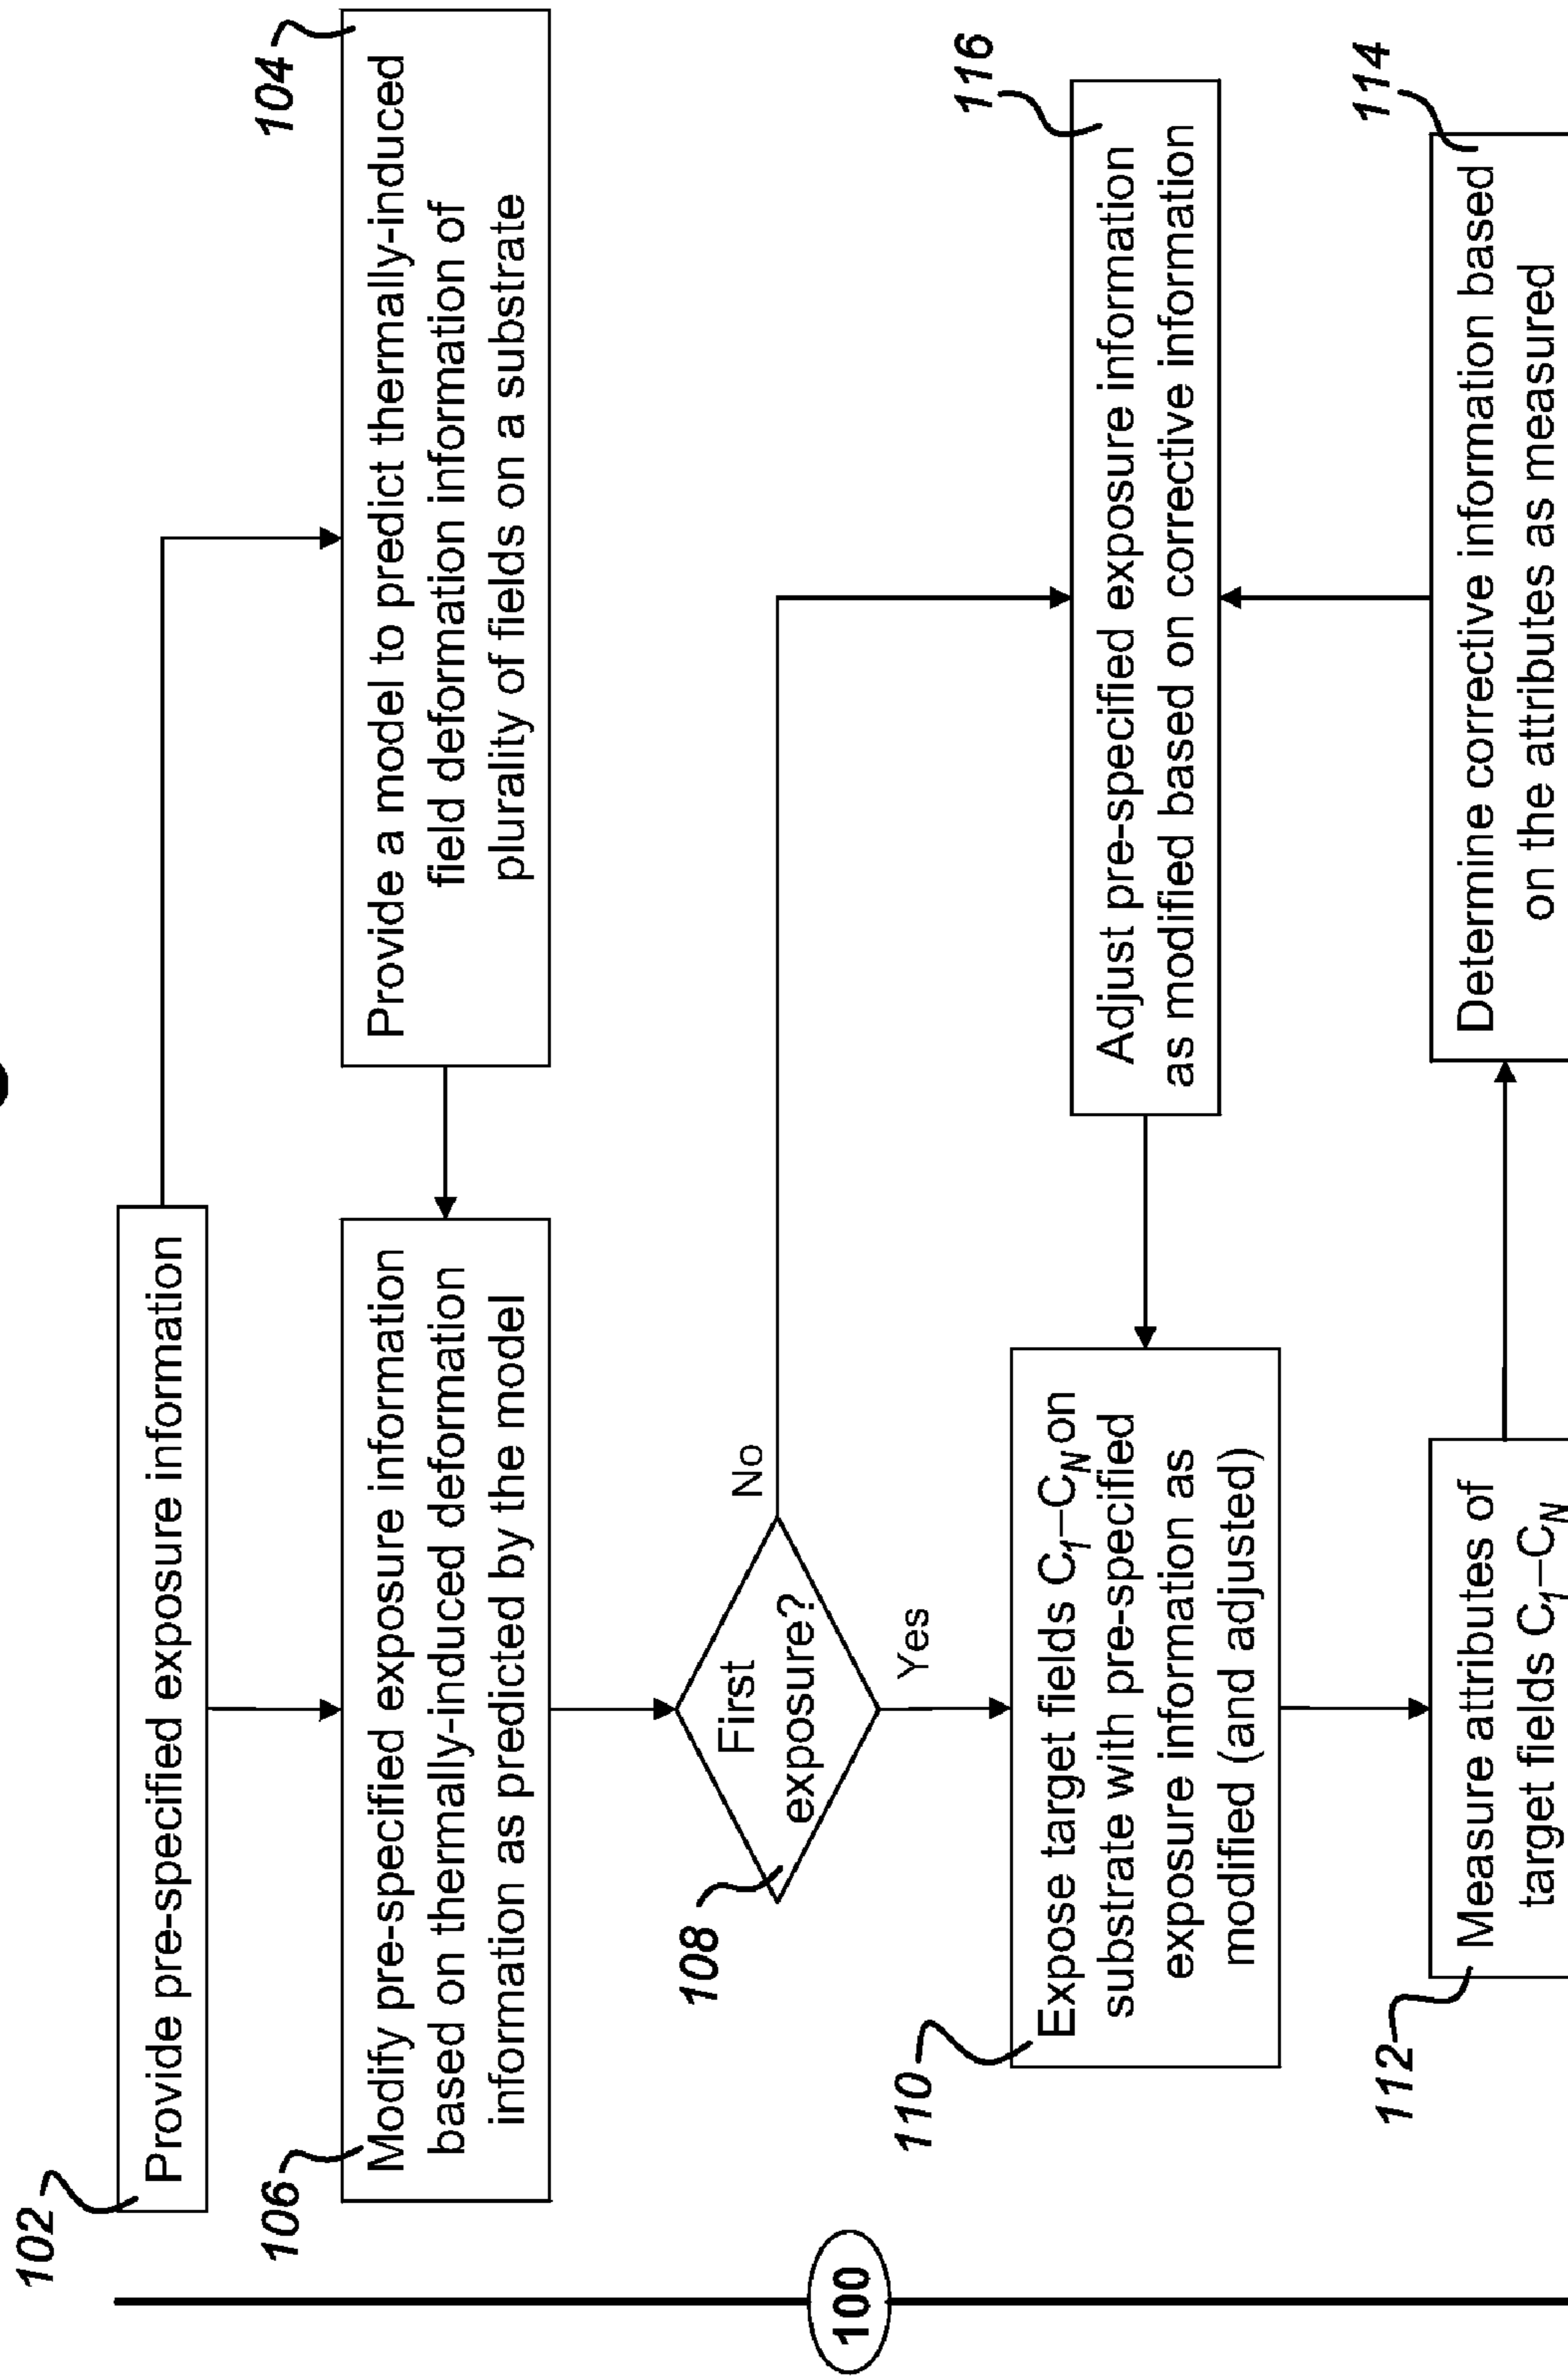 102
Provide pre-specified exposure information
104
Provide a model to predict thermally-induced
field deformation information of
plurality of fields on a substrate
106
Modify pre-specified exposure information
based on thermally-induced deformation
information as predicted by the model
108
First
exposure?
No
Yes
116
Adjust pre-specified exposure information
as modified based on corrective information
110
Expose target fields C1–CN on
substrate with pre-specified
exposure information as
modified (and adjusted)
112
Measure attributes of
target fields C1–CN
114
Determine corrective information based
on the attributes as measured
100